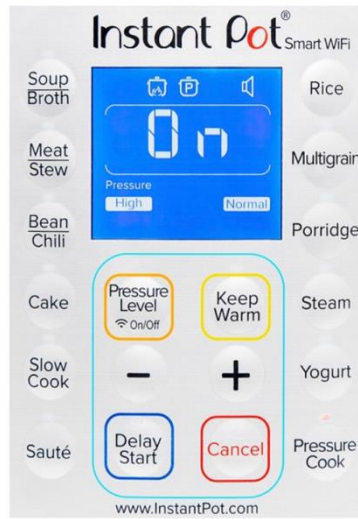 Instant Pot®
Smart WiFi
Soup
Broth
P
Rice
Meat
Stew
On
Multigrain
Pressure
High
Normal
Bean
Chili
Porridge
Cake
Pressure
Level
On/Off
Keep
Warm
Steam
Slow
Cook
-
+
Yogurt
Sauté
Delay
Start
Cancel
Pressure
Cook
www.InstantPot.com